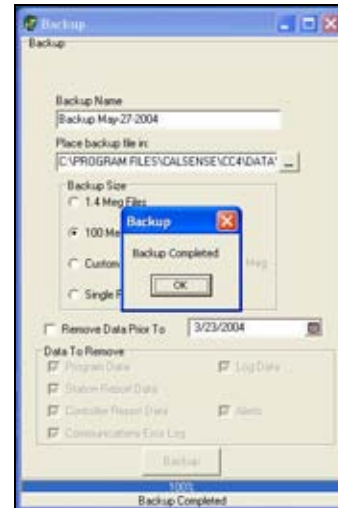 Backup
Backup
Backup Name
Backup May-27-2004
Place backup file in:
C:\PROGRAM FILES\CALSENSE\CC4\DATA\
...
Backup Size
1.4 Meg Files
100 Me
Custom
Meg
Single F
Backup
Backup Completed
OK
Remove Data Prior To
3/23/2004
Data To Remove
Program Data
Log Data
Station Report Data
Controller Report Data
Alerts
Communications Error Log
Backup
100%
Backup Completed